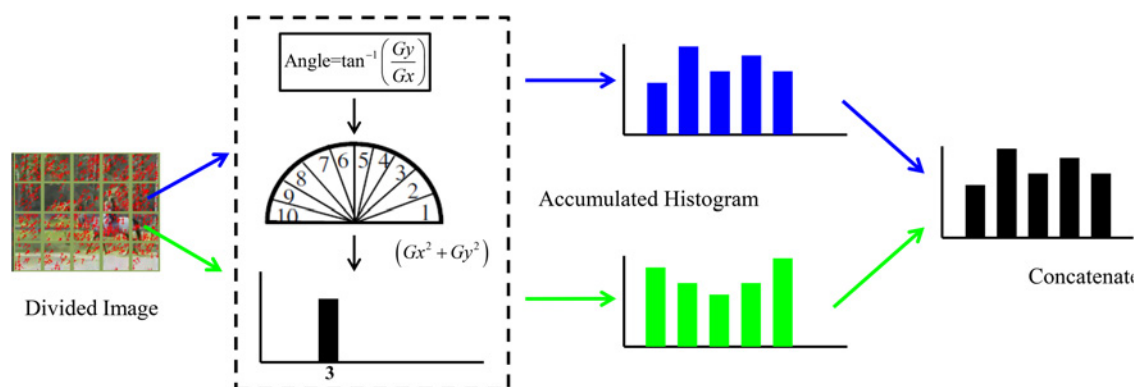 Angle=tan⁻¹(Gy/Gx)
10 9 8 7 6 5 4 3 2 1
(Gx²+Gy²)
3
Divided Image
Accumulated Histogram
Concatenate